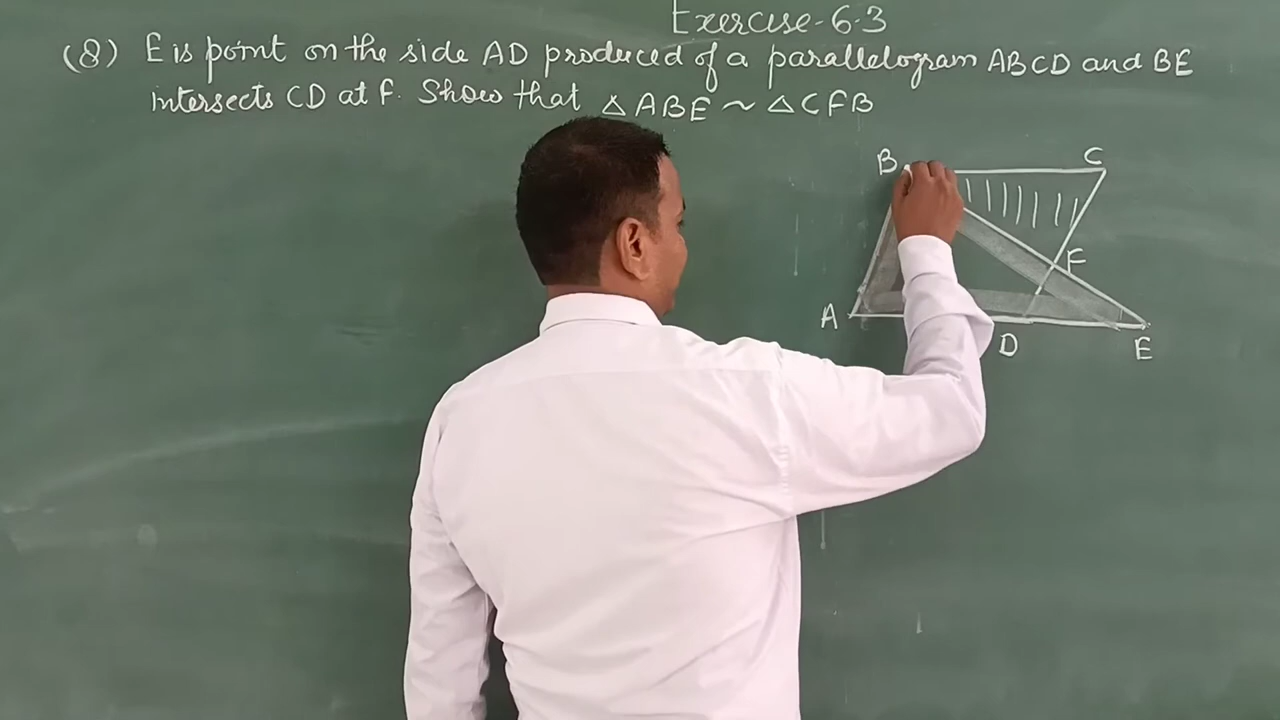 Exercise-6.3
(8) E is point on the side AD produced of a parallelogram ABCD and BE
intersects CD at F. Show that △ABE ~ △CFB
B C
F
A
D E